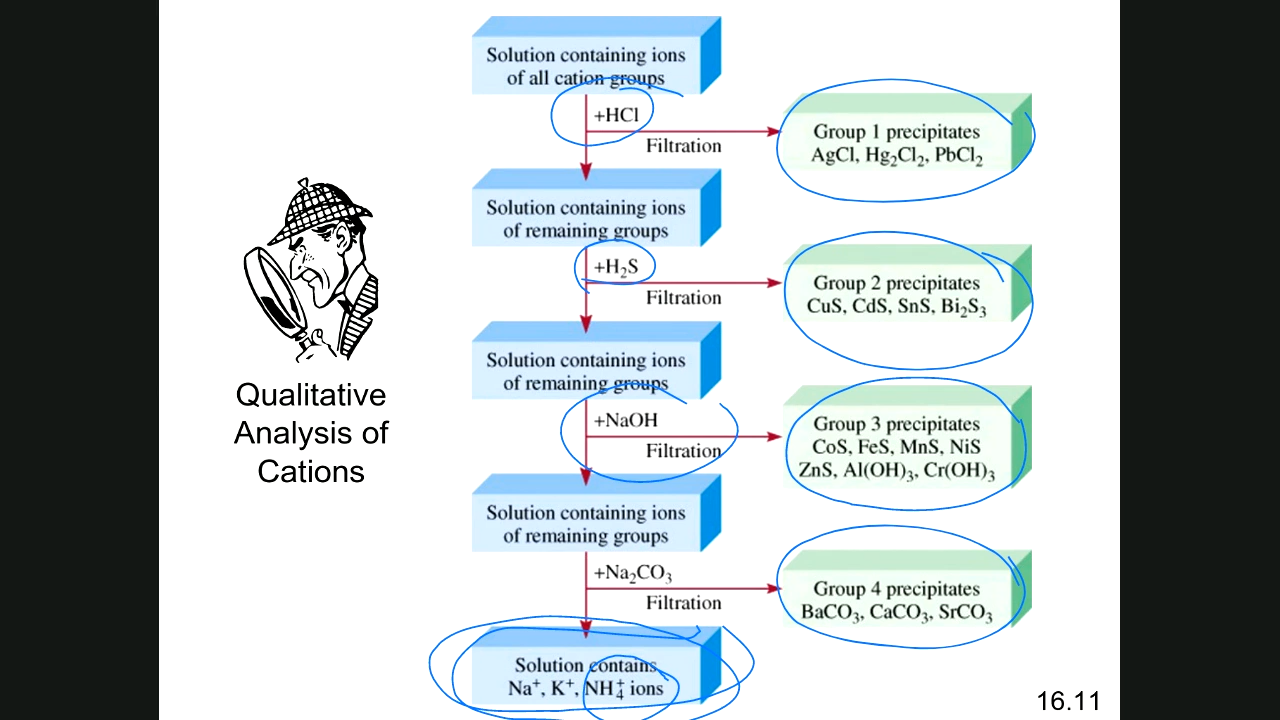 Solution containing ions
of all cation groups
+HCl
Filtration
Group 1 precipitates
AgCl, Hg₂Cl₂, PbCl₂
Solution containing ions
of remaining groups
+H₂S
Filtration
Group 2 precipitates
CuS, CdS, SnS, Bi₂S₃
Solution containing ions
of remaining groups
+NaOH
Filtration
Group 3 precipitates
CoS, FeS, MnS, NiS
ZnS, Al(OH)₃, Cr(OH)₃
Solution containing ions
of remaining groups
+Na₂CO₃
Filtration
Group 4 precipitates
BaCO₃, CaCO₃, SrCO₃
Solution contains
Na⁺, K⁺, NH₄⁺ ions
Qualitative
Analysis of
Cations
16.11